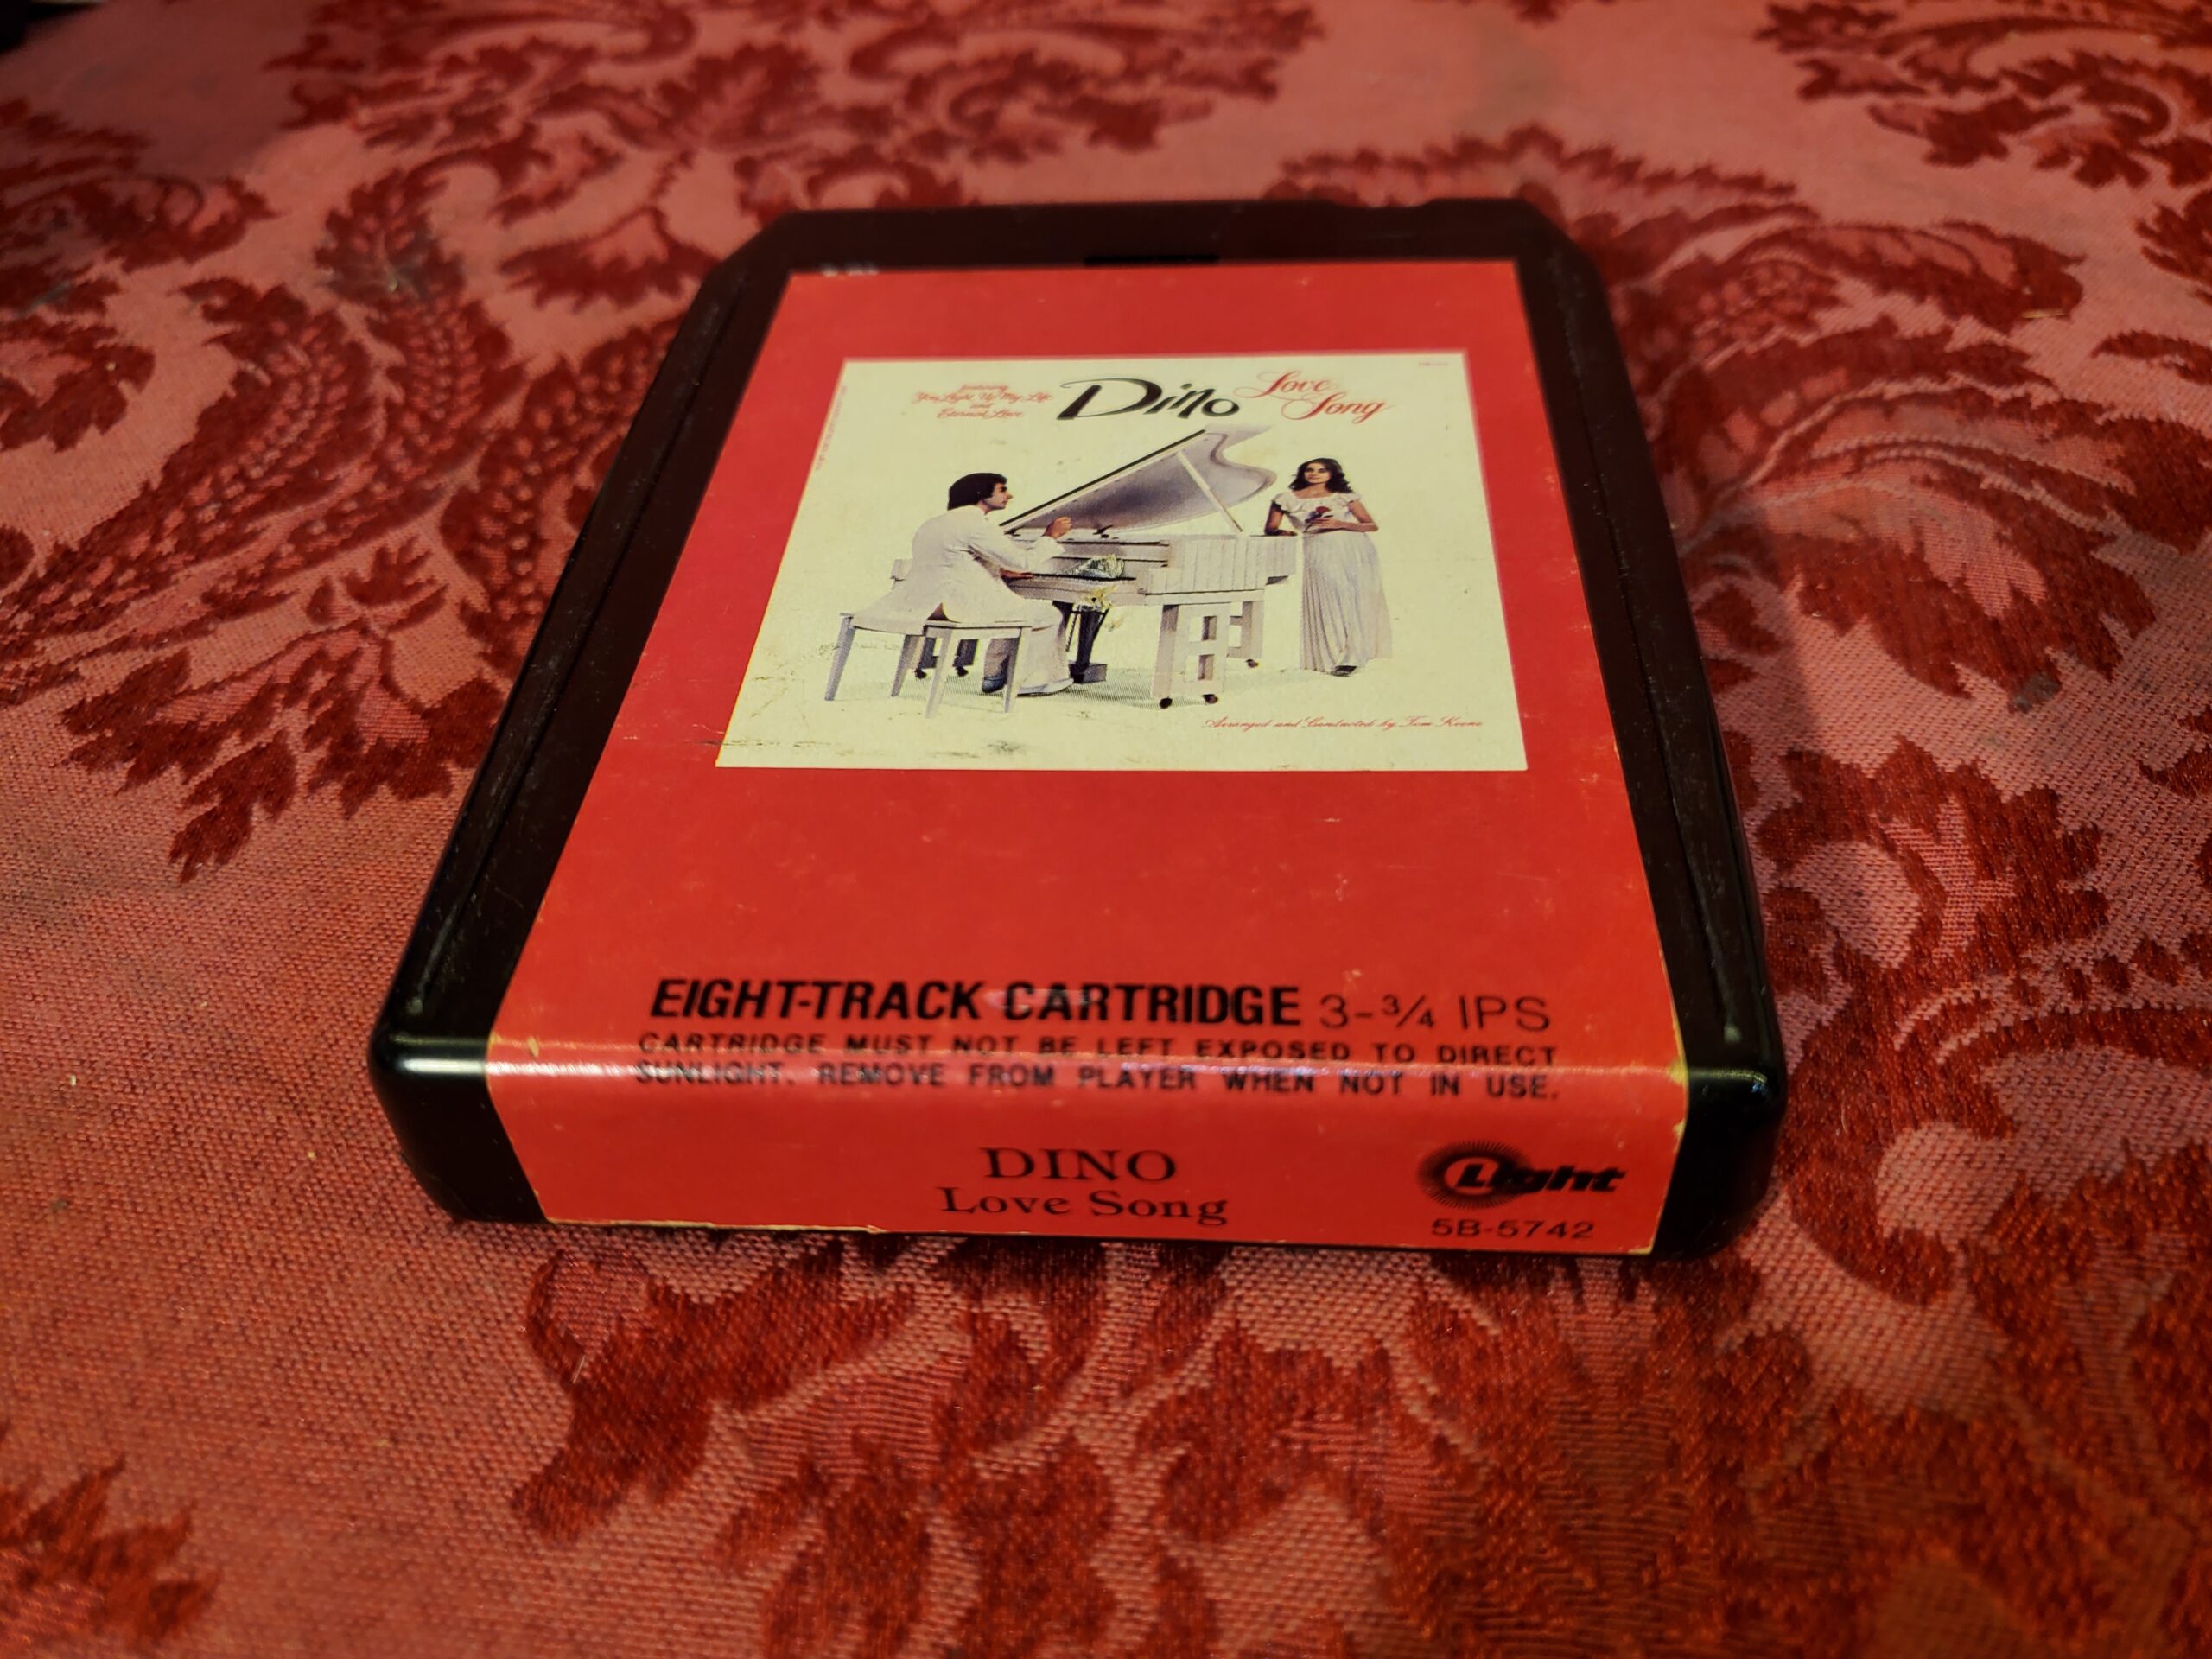 featuring
You Light Up My Life
and
Eternal Love
Dino
Love
Song
Arranged and Conducted by Tom Keene
EIGHT-TRACK CARTRIDGE 3-¾ IPS
CARTRIDGE MUST NOT BE LEFT EXPOSED TO DIRECT
SUNLIGHT. REMOVE FROM PLAYER WHEN NOT IN USE.
DINO
Love Song
Light
5B-5742